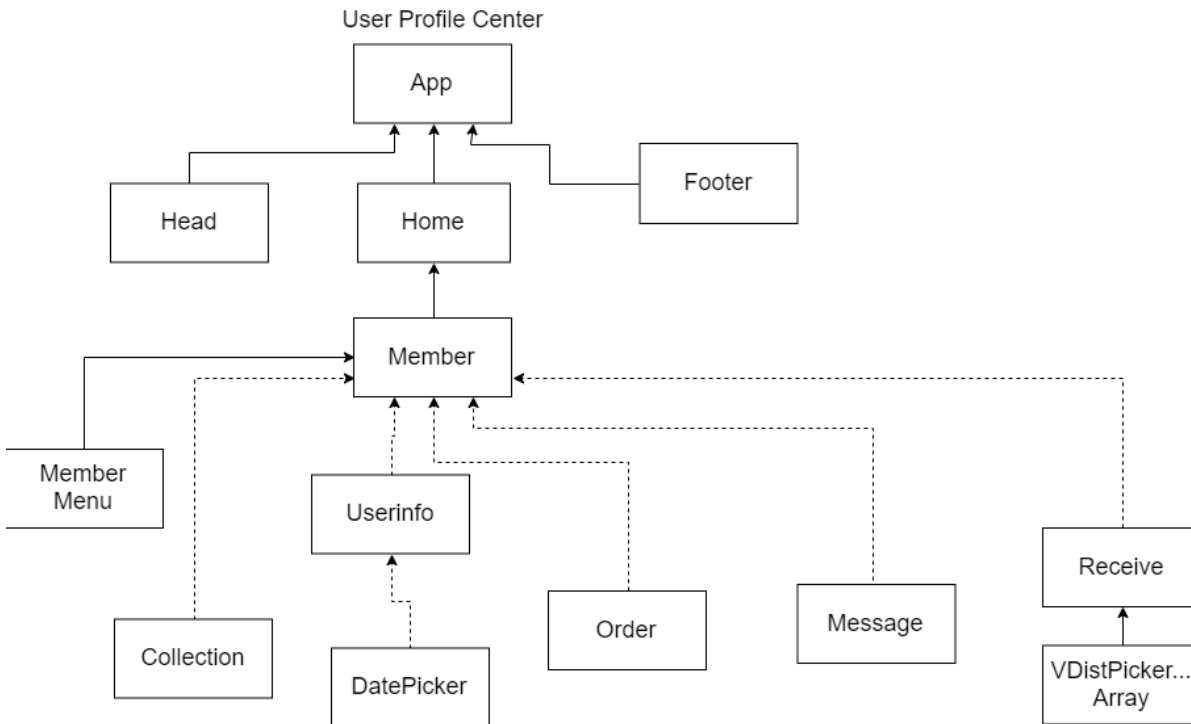 User Profile Center
App
Head
Home
Footer
Member
Member
Menu
Userinfo
Collection
DatePicker
Order
Message
Receive
VDistPicker...
Array